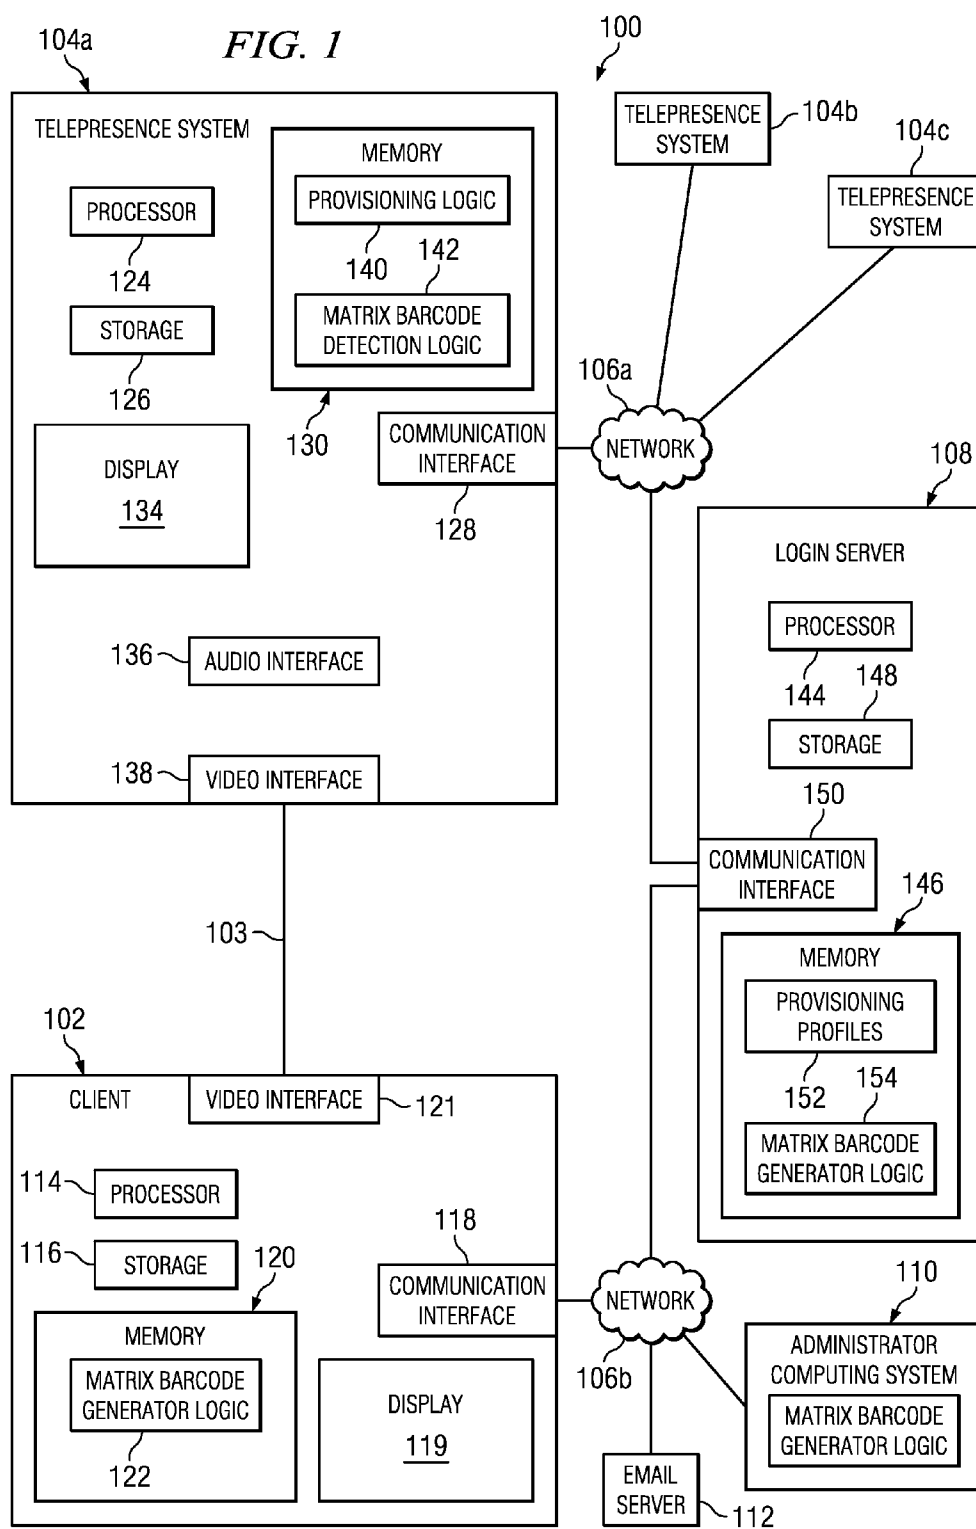 FIG. 1
104a
100
TELEPRESENCE SYSTEM
MEMORY
PROVISIONING LOGIC
140
142
MATRIX BARCODE
DETECTION LOGIC
130
PROCESSOR
124
STORAGE
126
DISPLAY
134
COMMUNICATION
INTERFACE
128
136
AUDIO INTERFACE
138
VIDEO INTERFACE
TELEPRESENCE
SYSTEM
104b
104c
TELEPRESENCE
SYSTEM
106a
NETWORK
108
LOGIN SERVER
PROCESSOR
144
148
STORAGE
150
COMMUNICATION
INTERFACE
146
MEMORY
PROVISIONING
PROFILES
152
154
MATRIX BARCODE
GENERATOR LOGIC
103
102
CLIENT
VIDEO INTERFACE
121
114
PROCESSOR
116
STORAGE
120
MEMORY
MATRIX BARCODE
GENERATOR LOGIC
122
118
COMMUNICATION
INTERFACE
DISPLAY
119
NETWORK
106b
110
ADMINISTRATOR
COMPUTING SYSTEM
MATRIX BARCODE
GENERATOR LOGIC
EMAIL
SERVER
112